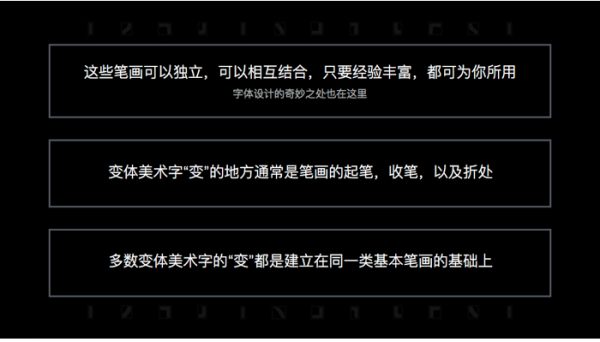 这些笔画可以独立，可以相互结合，只要经验丰富，都可为你所用
字体设计的奇妙之处也在这里
变体美术字“变”的地方通常是笔画的起笔，收笔，以及折处
多数变体美术字的“变”都是建立在同一类基本笔画的基础上